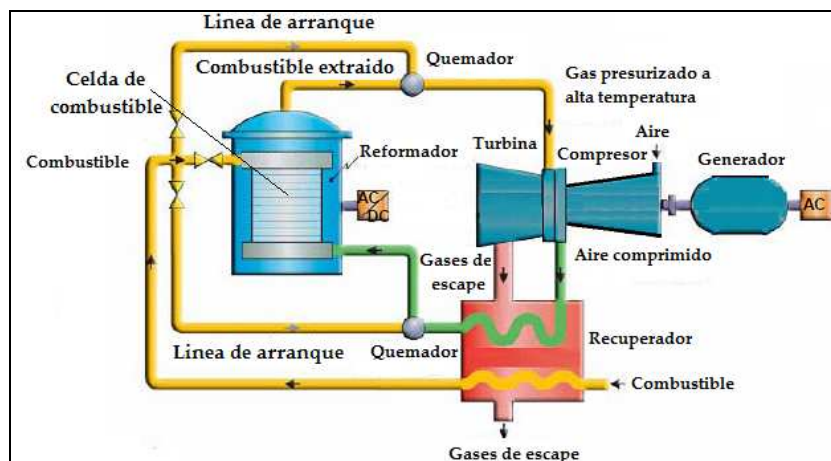 Linea de arranque
Quemador
Combustible extraido
Gas presurizado a
alta temperatura
Celda de
combustible
Aire
Turbina
Compresor
Generador
Combustible
Reformador
AC
DC
AC
Gases de
escape
Aire comprimido
Linea de arranque
Quemador
Recuperador
Combustible
Gases de escape